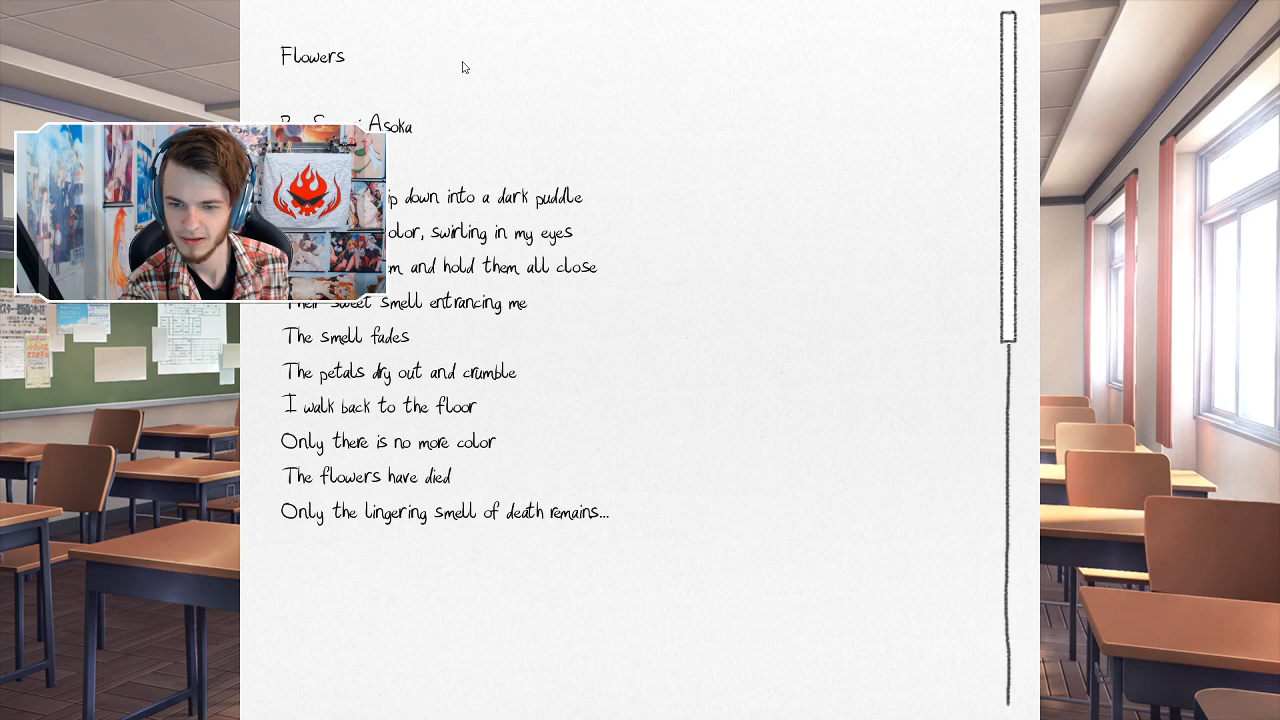 Flowers
Asoka
down into a dark puddle
swirling in my eyes
and hold them all close
Their sweet smell entrancing me
The smell fades
The petals dry out and crumble
I walk back to the floor
Only there is no more color
The flowers have died
Only the lingering smell of death remains...